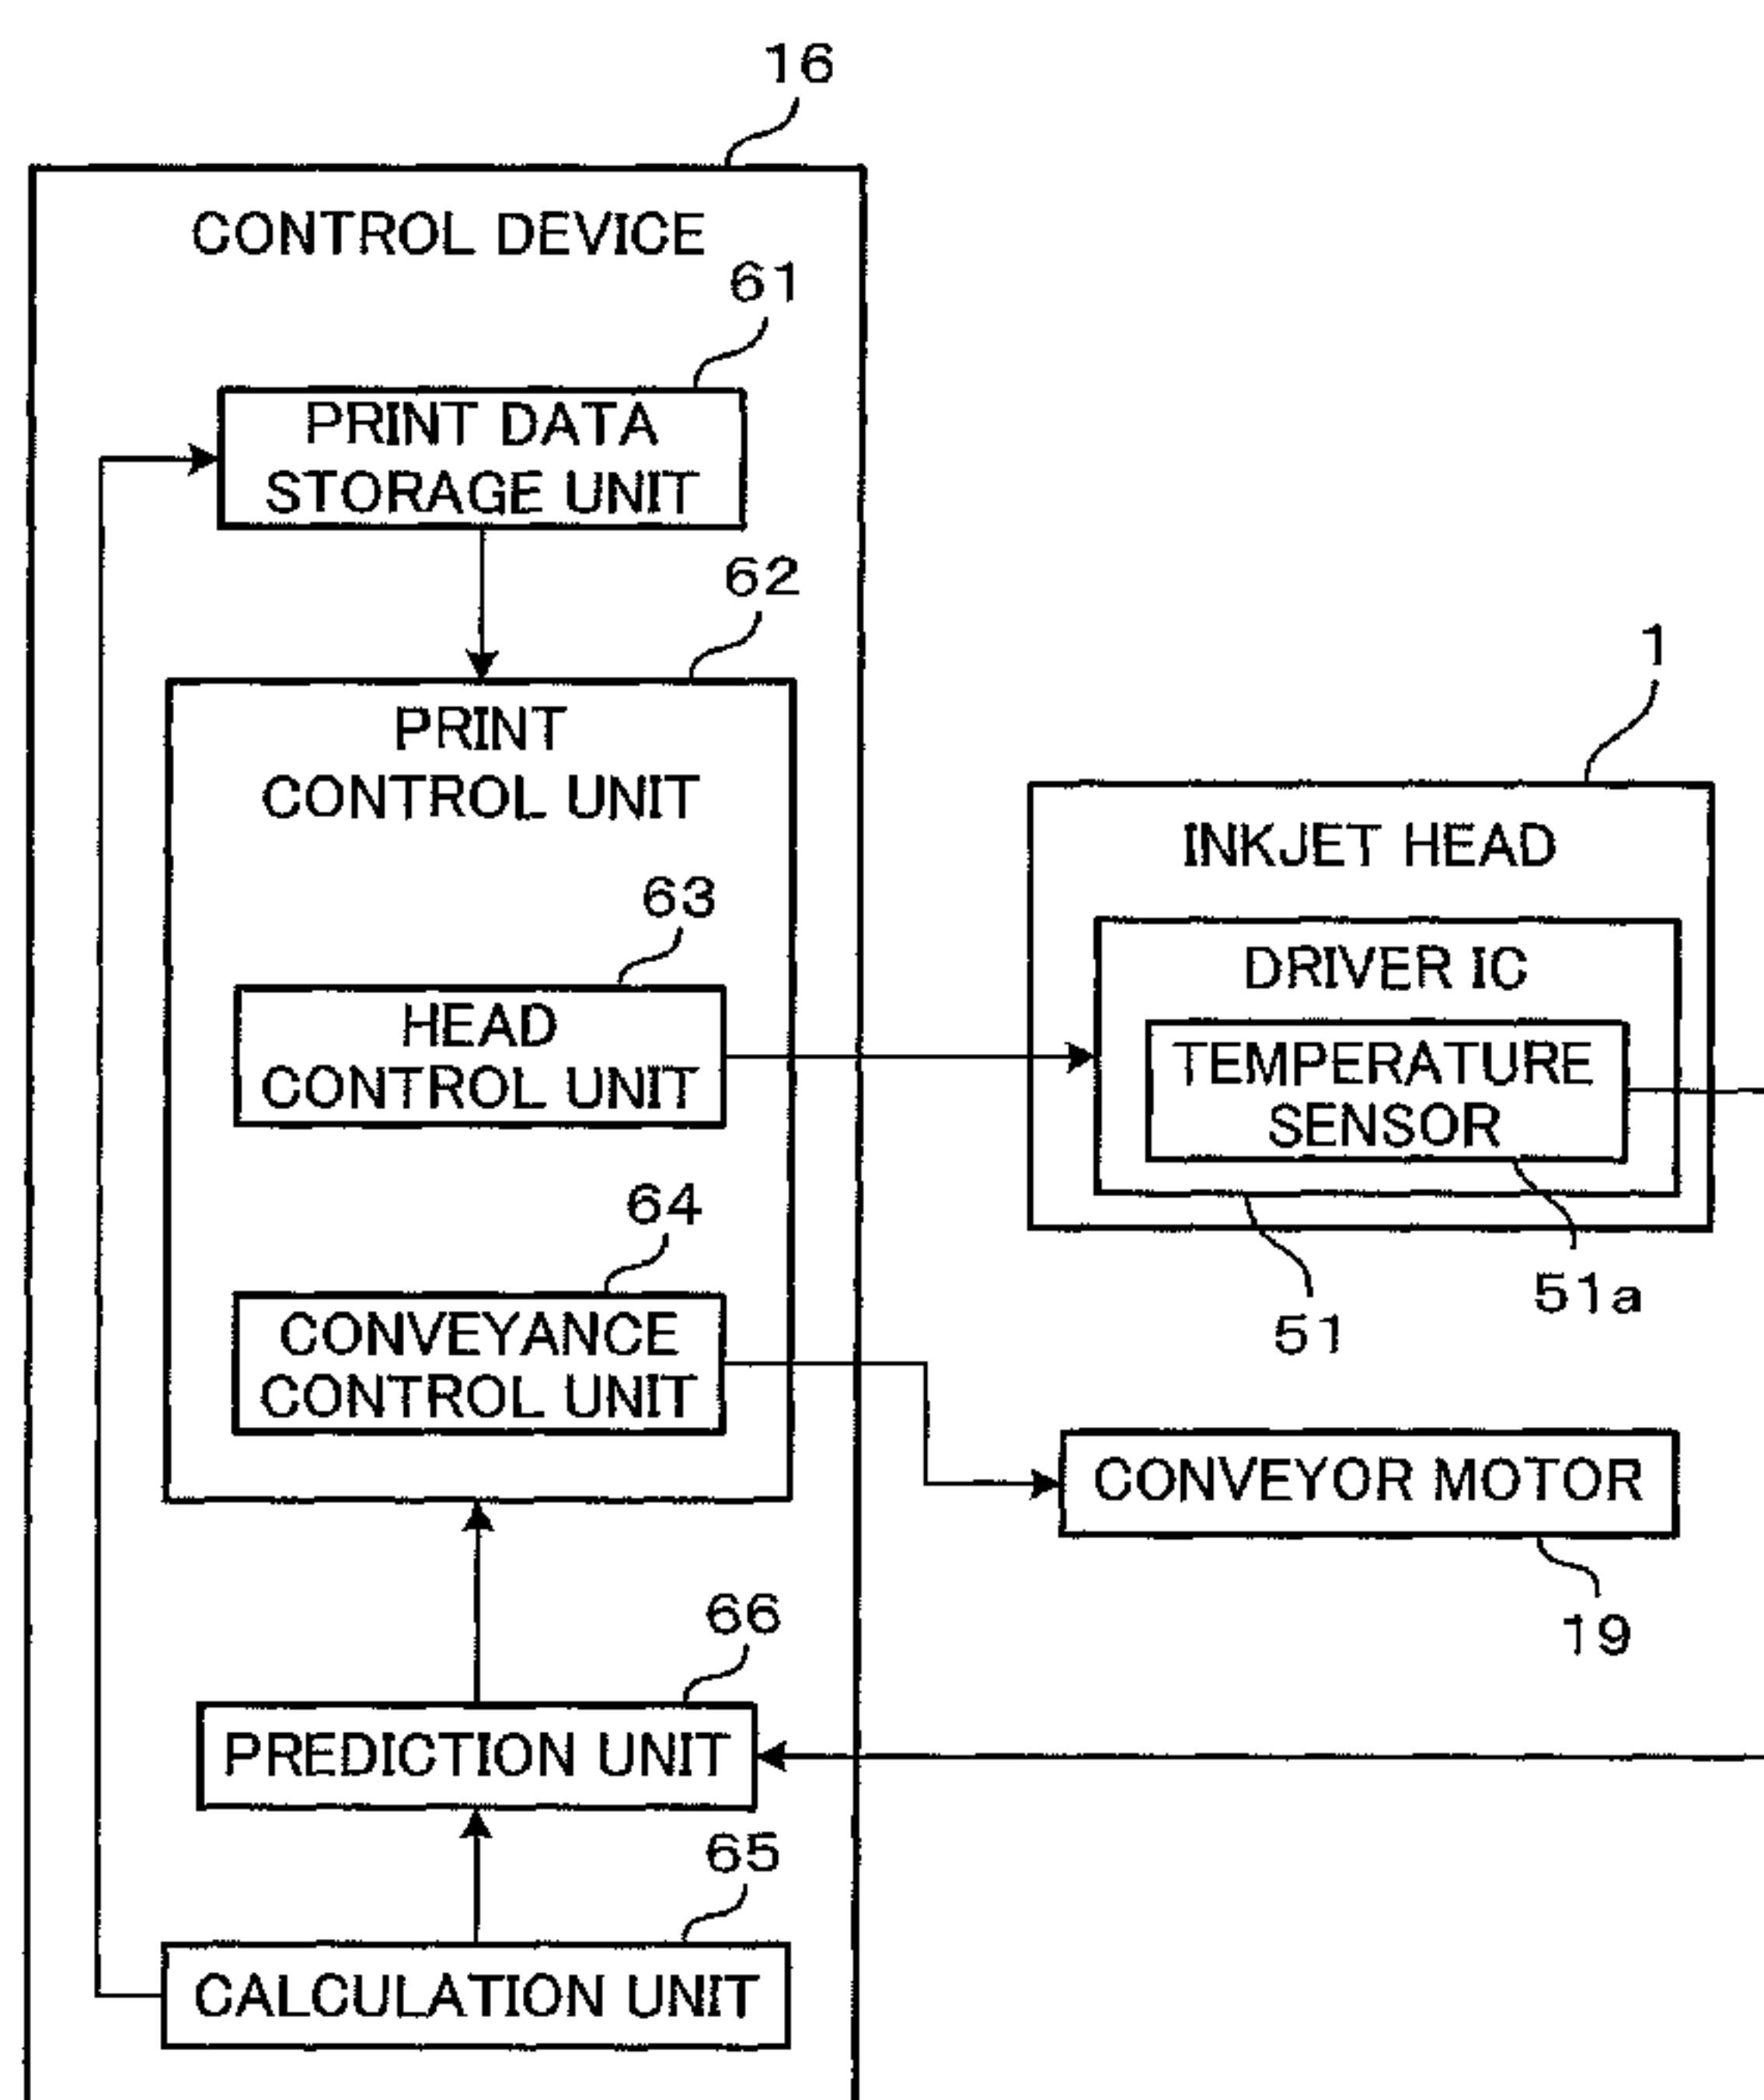 16
CONTROL DEVICE
61
PRINT DATA
STORAGE UNIT
62
PRINT
CONTROL UNIT
63
HEAD
CONTROL UNIT
64
CONVEYANCE
CONTROL UNIT
66
PREDICTION UNIT
65
CALCULATION UNIT
1
INKJET HEAD
DRIVER IC
TEMPERATURE
SENSOR
51a
51
CONVEYOR MOTOR
19